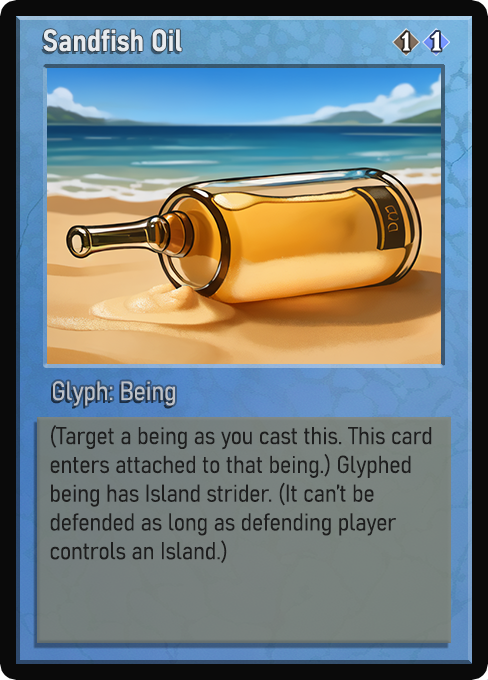 Sandfish Oil
1 1
Glyph: Being
(Target a being as you cast this. This card
enters attached to that being.) Glyphed
being has Island strider. (It can't be
defended as long as defending player
controls an Island.)